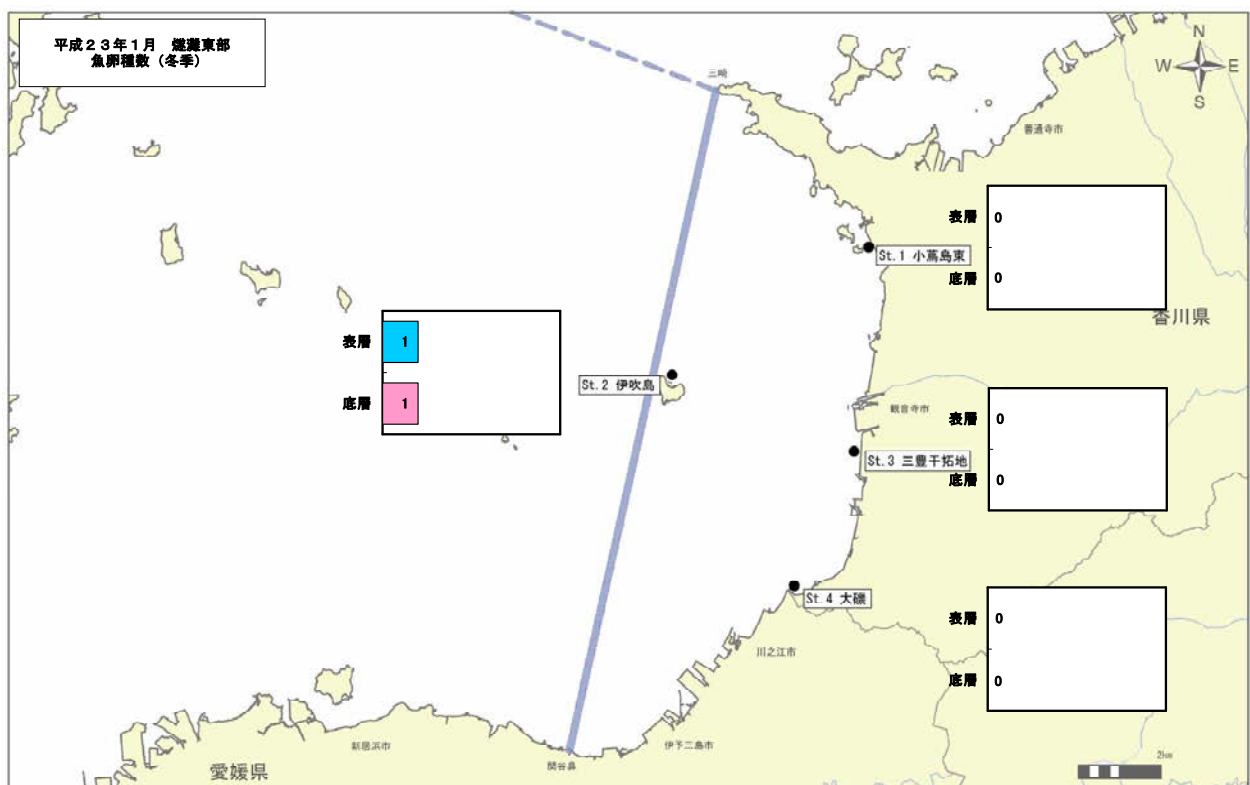 平成23年1月　燧灘東部
魚卵種数（冬季）
N
W E
S
三崎
善通寺市
表層 0
底層 0
St.1 小蔦島東
香川県
表層 1
底層 1
St.2 伊吹島
観音寺市
表層 0
底層 0
St.3 三豊干拓地
St.4 大磯
表層 0
底層 0
川之江市
伊予三島市
新居浜市
関谷鼻
愛媛県
2km